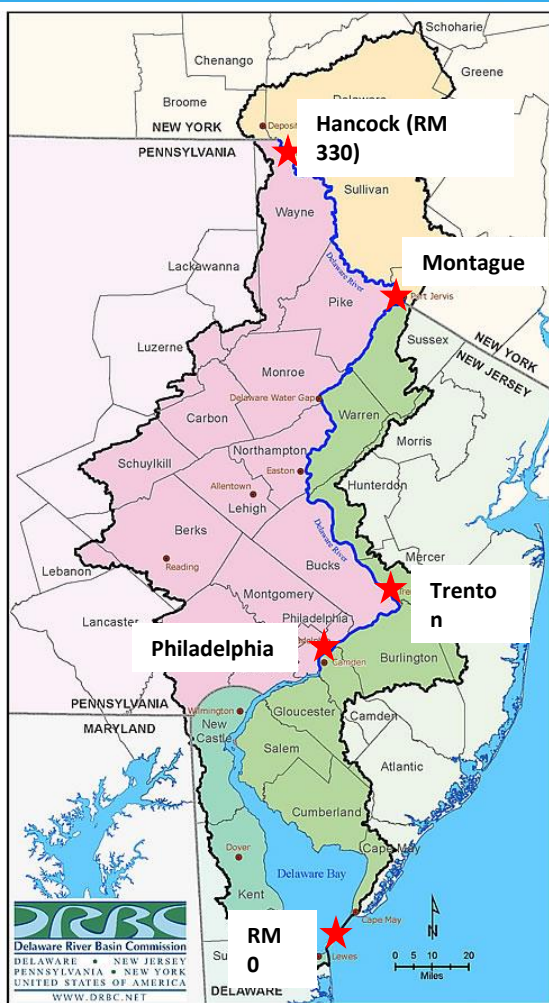 Schoharie
Chenango
Greene
Broome
NEW YORK
PENNSYLVANIA
Hancock (RM
330)
Sullivan
Wayne
Lackawanna
Delaware River
Montague
Port Jervis
Pike
Luzerne
NEW YORK
NEW JERSEY
Sussex
Monroe
Delaware Water Gap
Carbon
Warren
Morris
Northampton
Schuylkill
Easton
Hunterdon
Allentown
Lehigh
Delaware River
Berks
Bucks
Mercer
Reading
Lebanon
Montgomery
Trento
n
Lancaster
Philadelphia
Philadelphia
Camden
Burlington
PENNSYLVANIA
MARYLAND
Wilmington
New
Castle
Gloucester
Camden
Salem
Atlantic
Cumberland
Cape May
Dover
Kent
Delaware Bay
Cape May
RM
0
Lewes
Su
DELAWARE
N
0 5 10 20
Miles
DRBC
Delaware River Basin Commission
DELAWARE • NEW JERSEY
PENNSYLVANIA • NEW YORK
UNITED STATES OF AMERICA
WWW.DRBC.NET